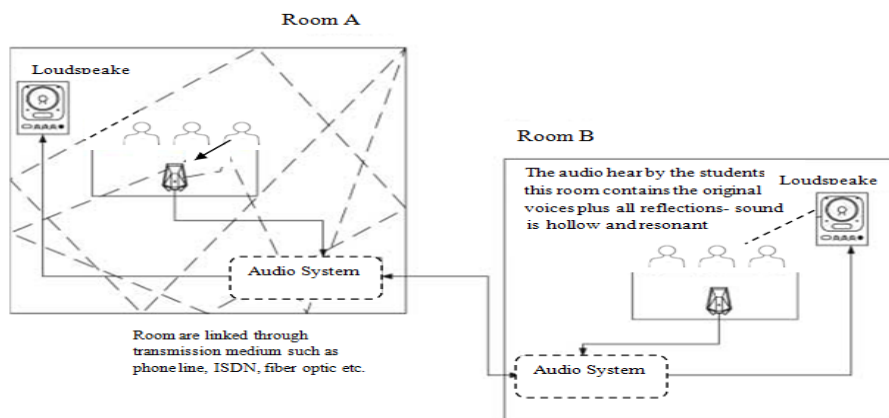 Room A
Loudspeake
Audio System
Room are linked through
transmission medium such as
phone line, ISDN, fiber optic etc.
Room B
The audio hear by the students
this room contains the original
voices plus all reflections- sound
is hollow and resonant
Loudspeake
Audio System